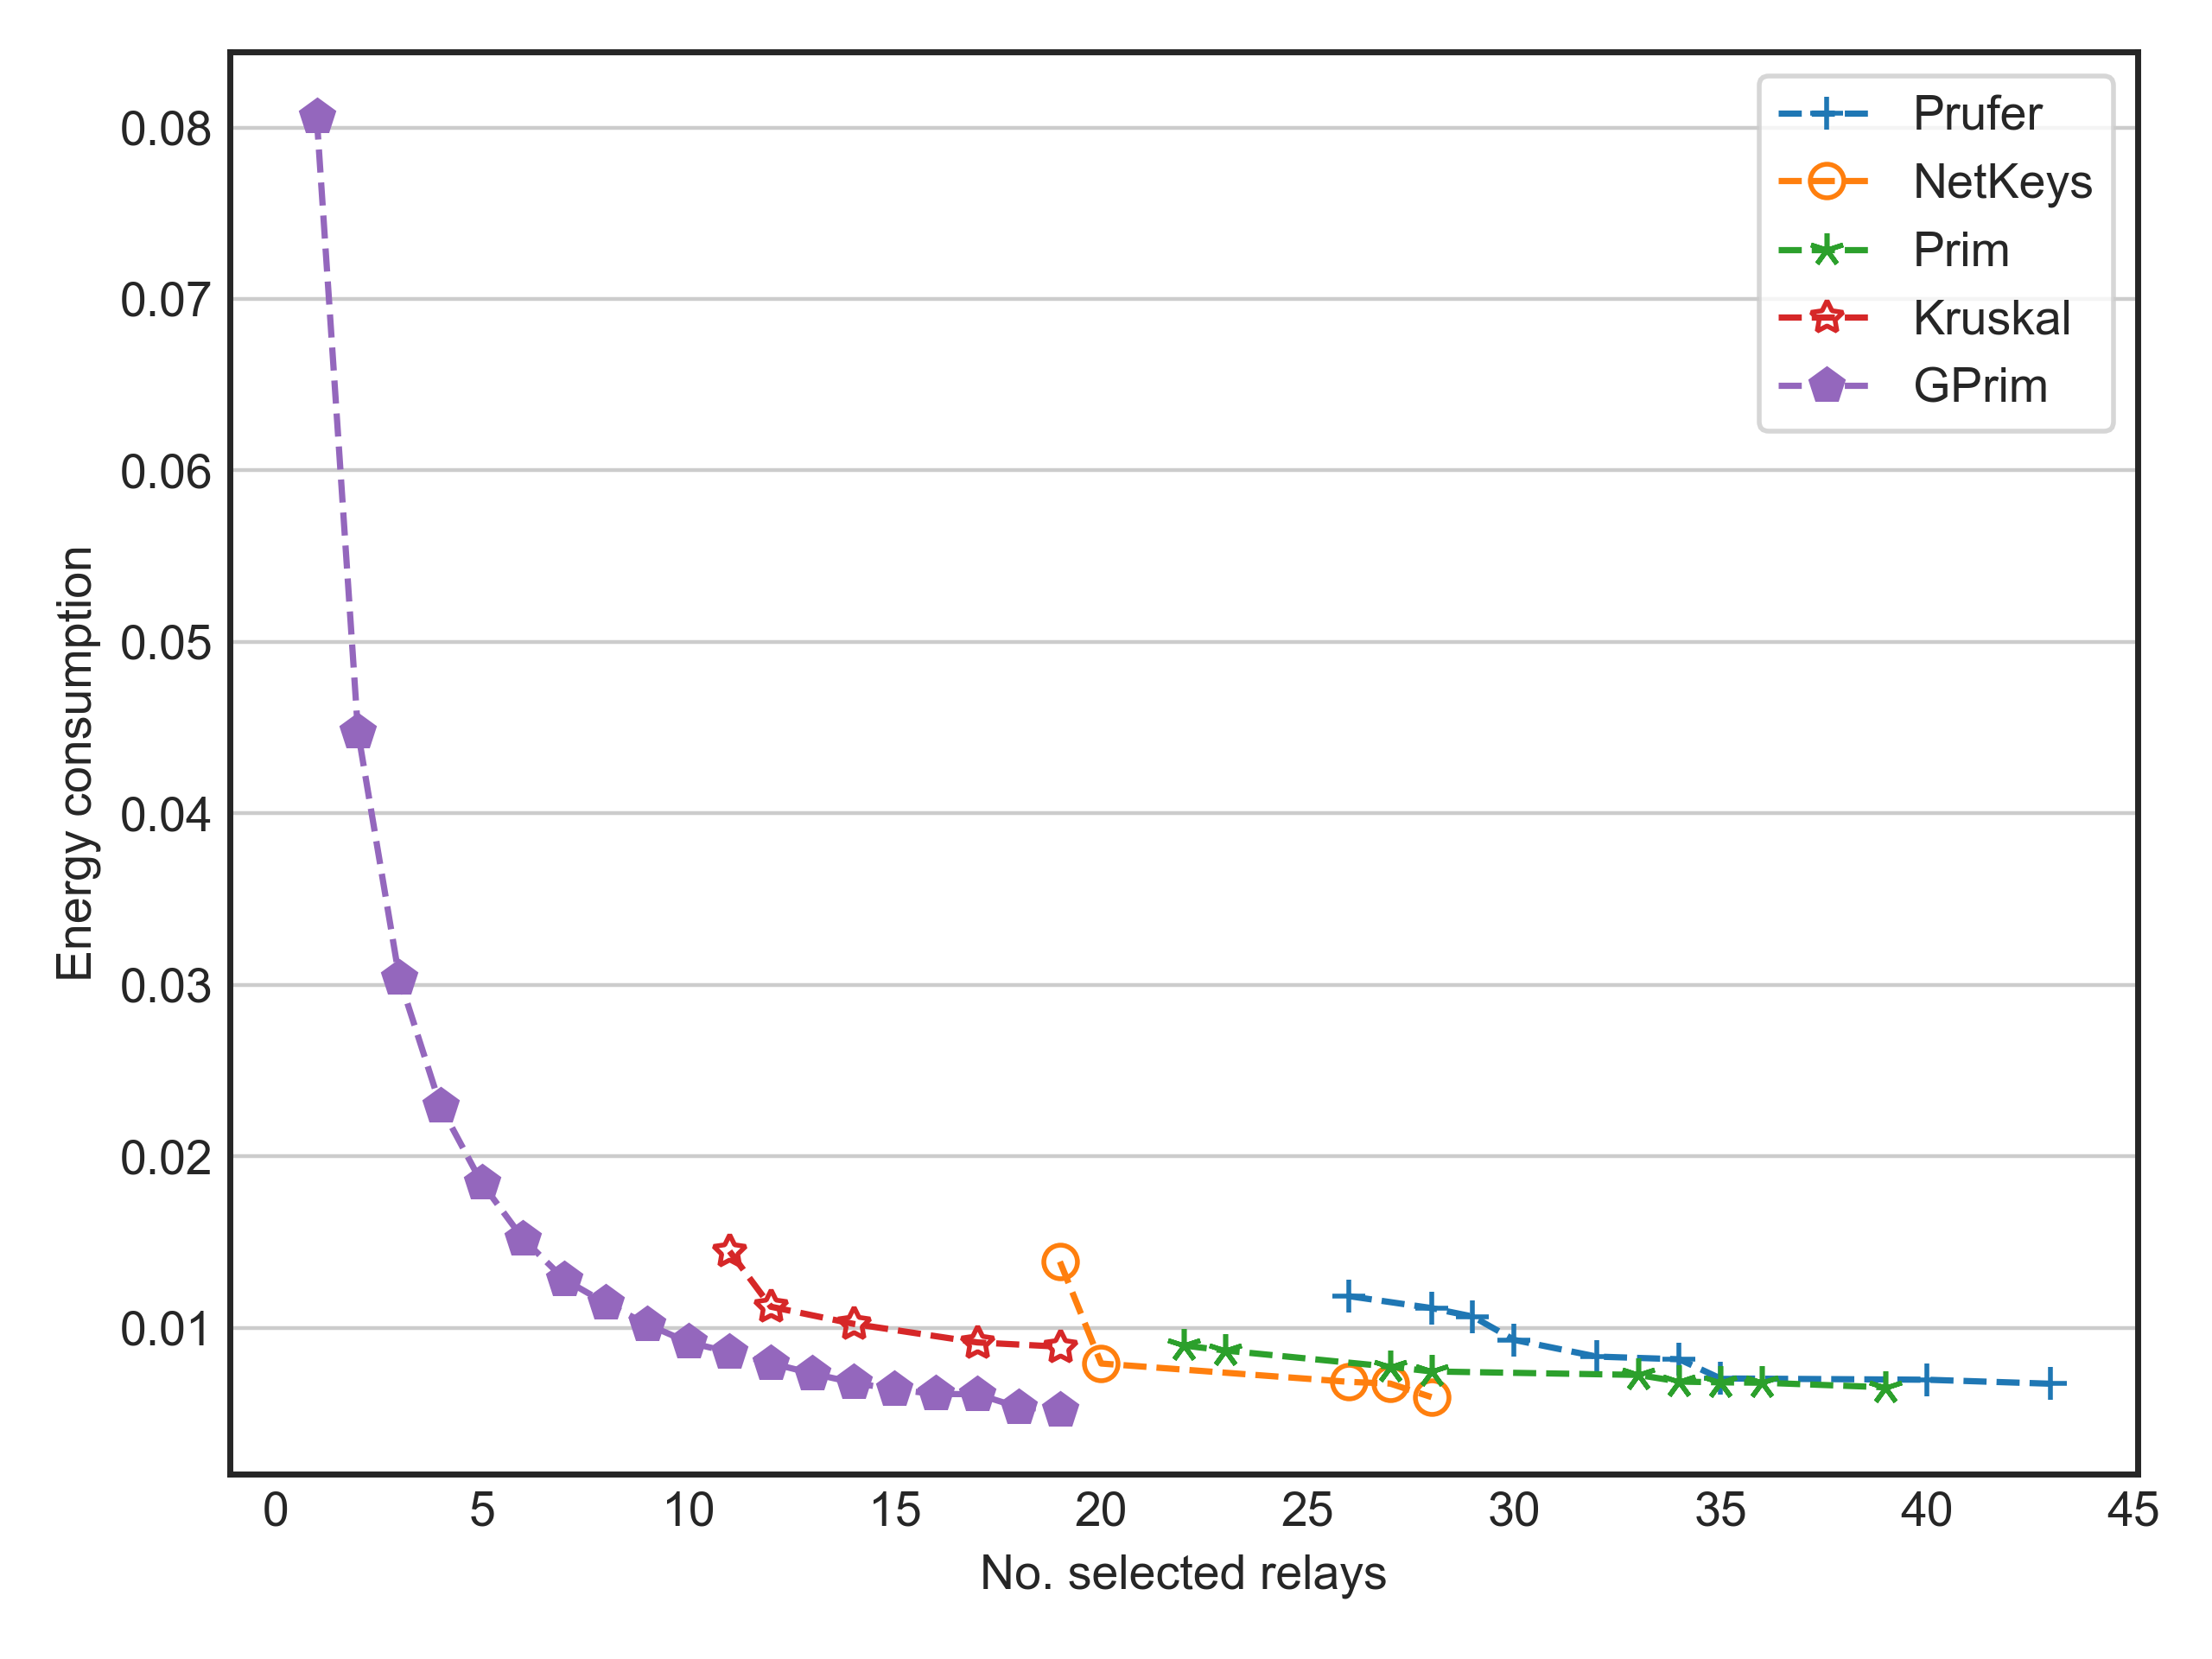 Energy consumption
0.08
0.07
0.06
0.05
0.04
0.03
0.02
0.01
0 5 10 15 20 25 30 35 40 45
No. selected relays
Prufer
NetKeys
Prim
Kruskal
GPrim